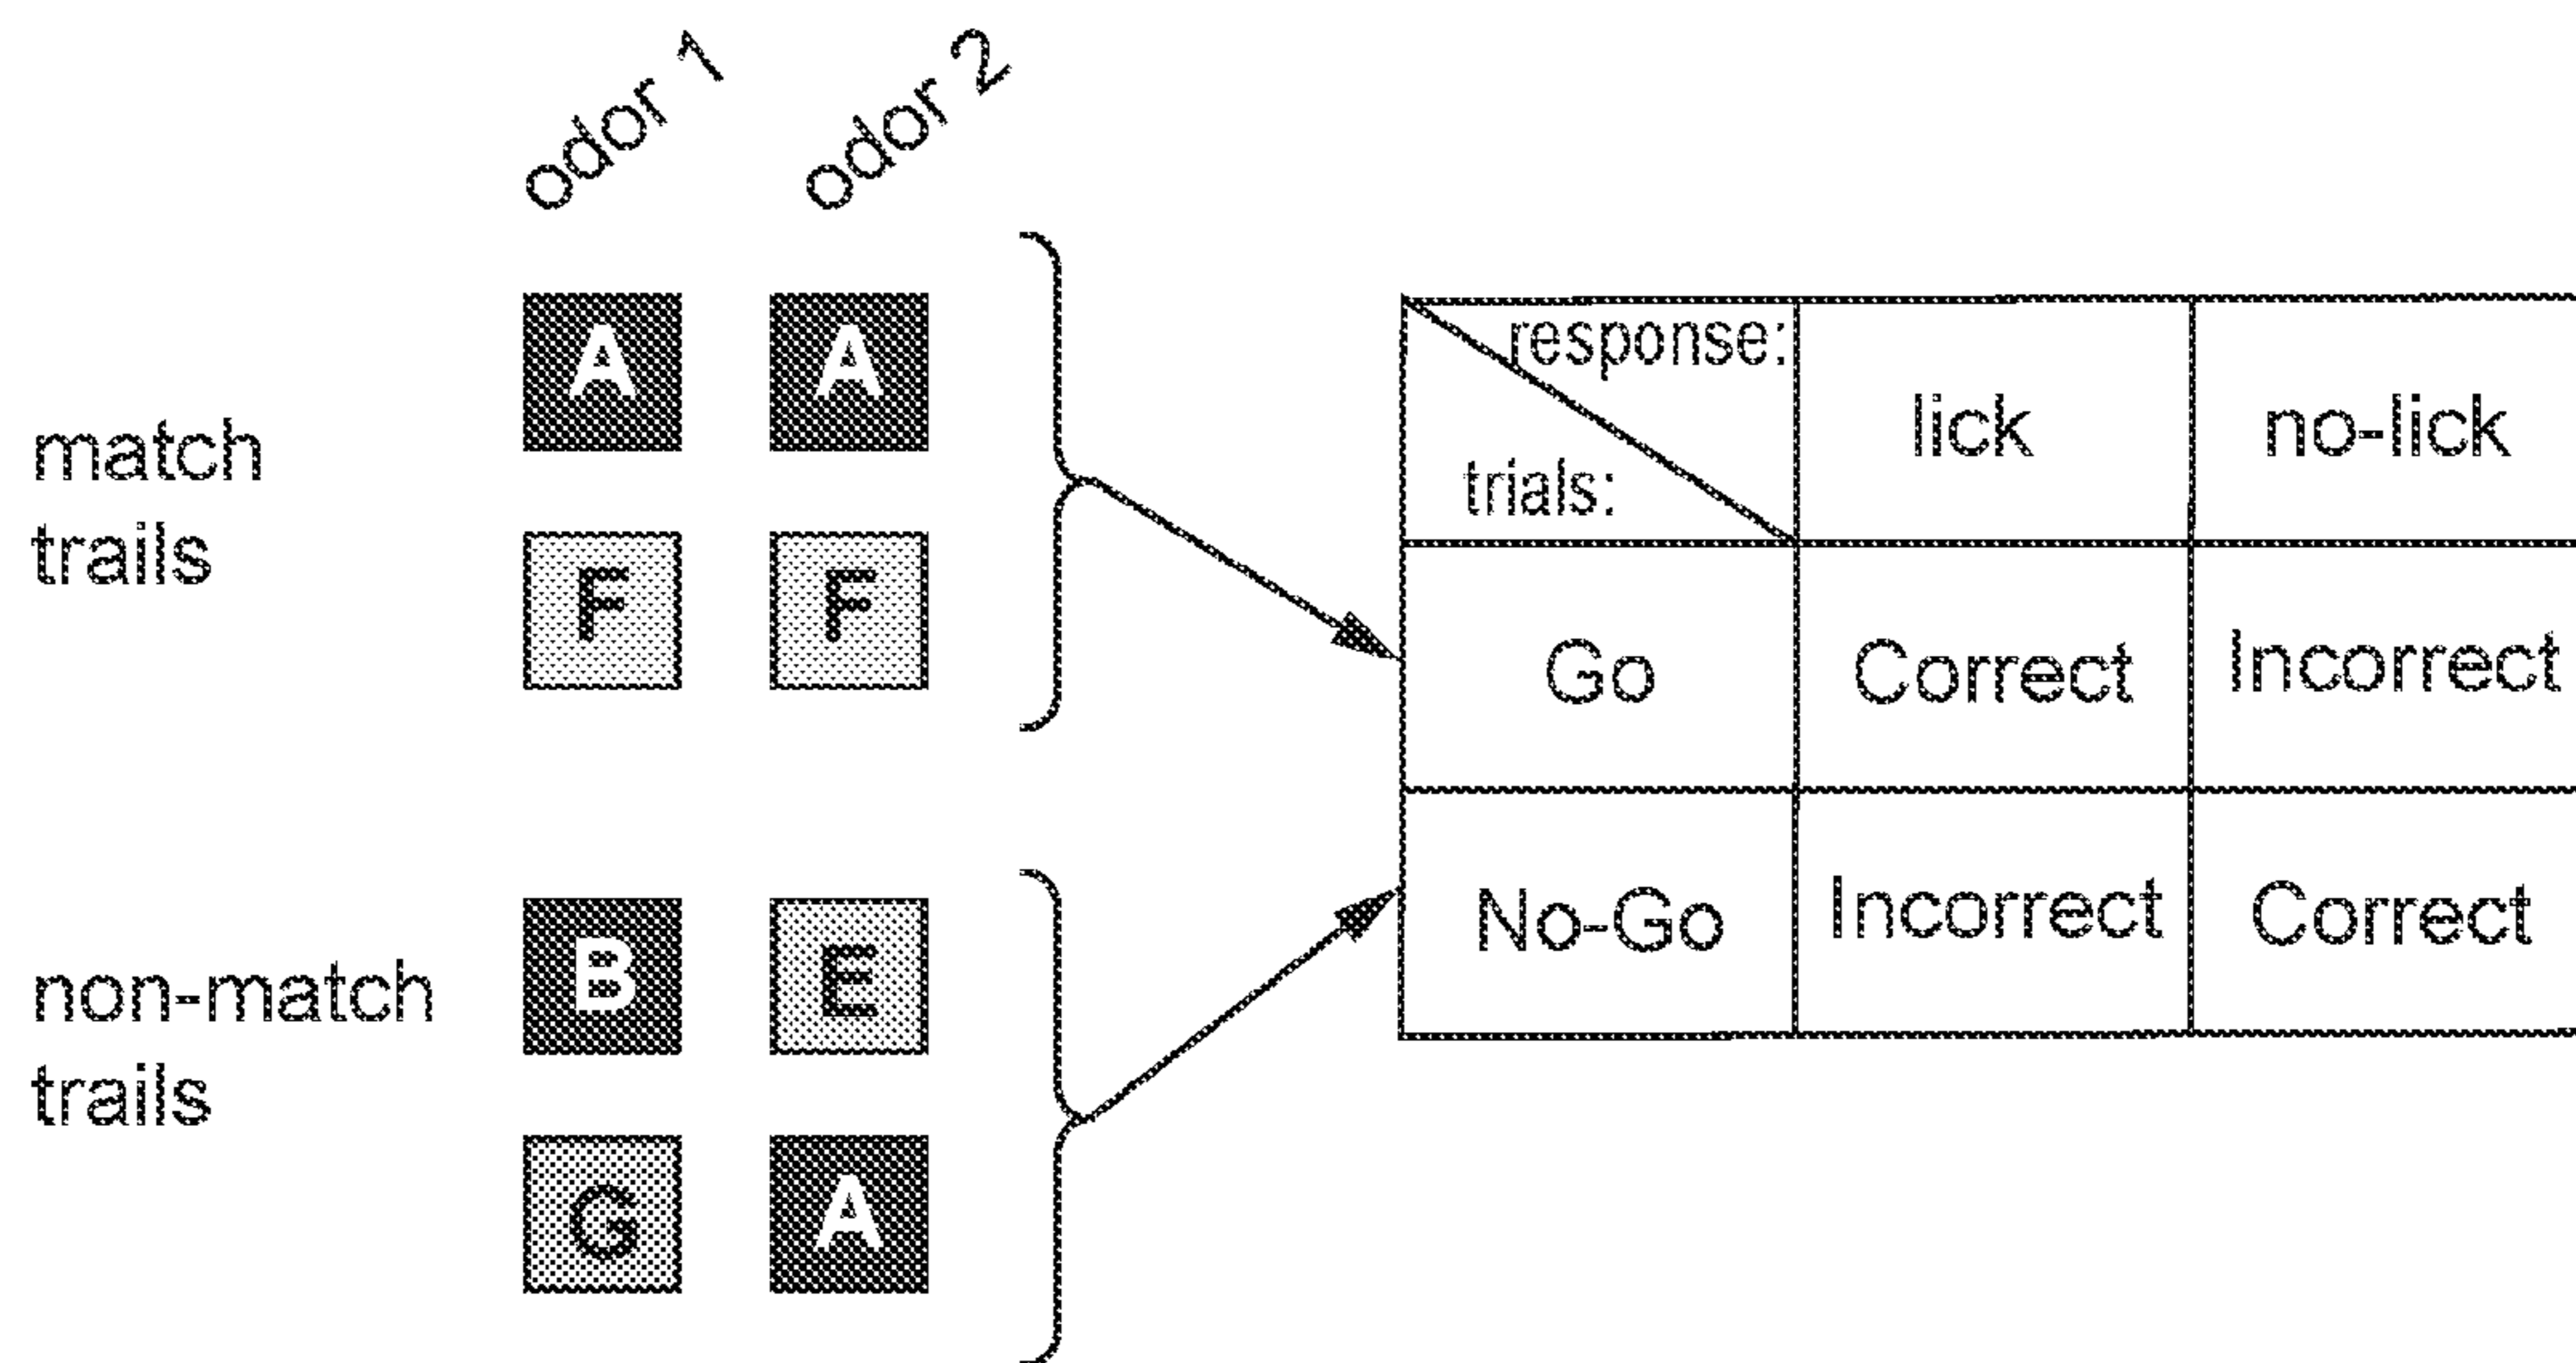 odor 1 odor 2
A A
match
trails
F F
B E
non-match
trails
G A
response: lick no-lick
trials:
Go Correct Incorrect
No-Go Incorrect Correct